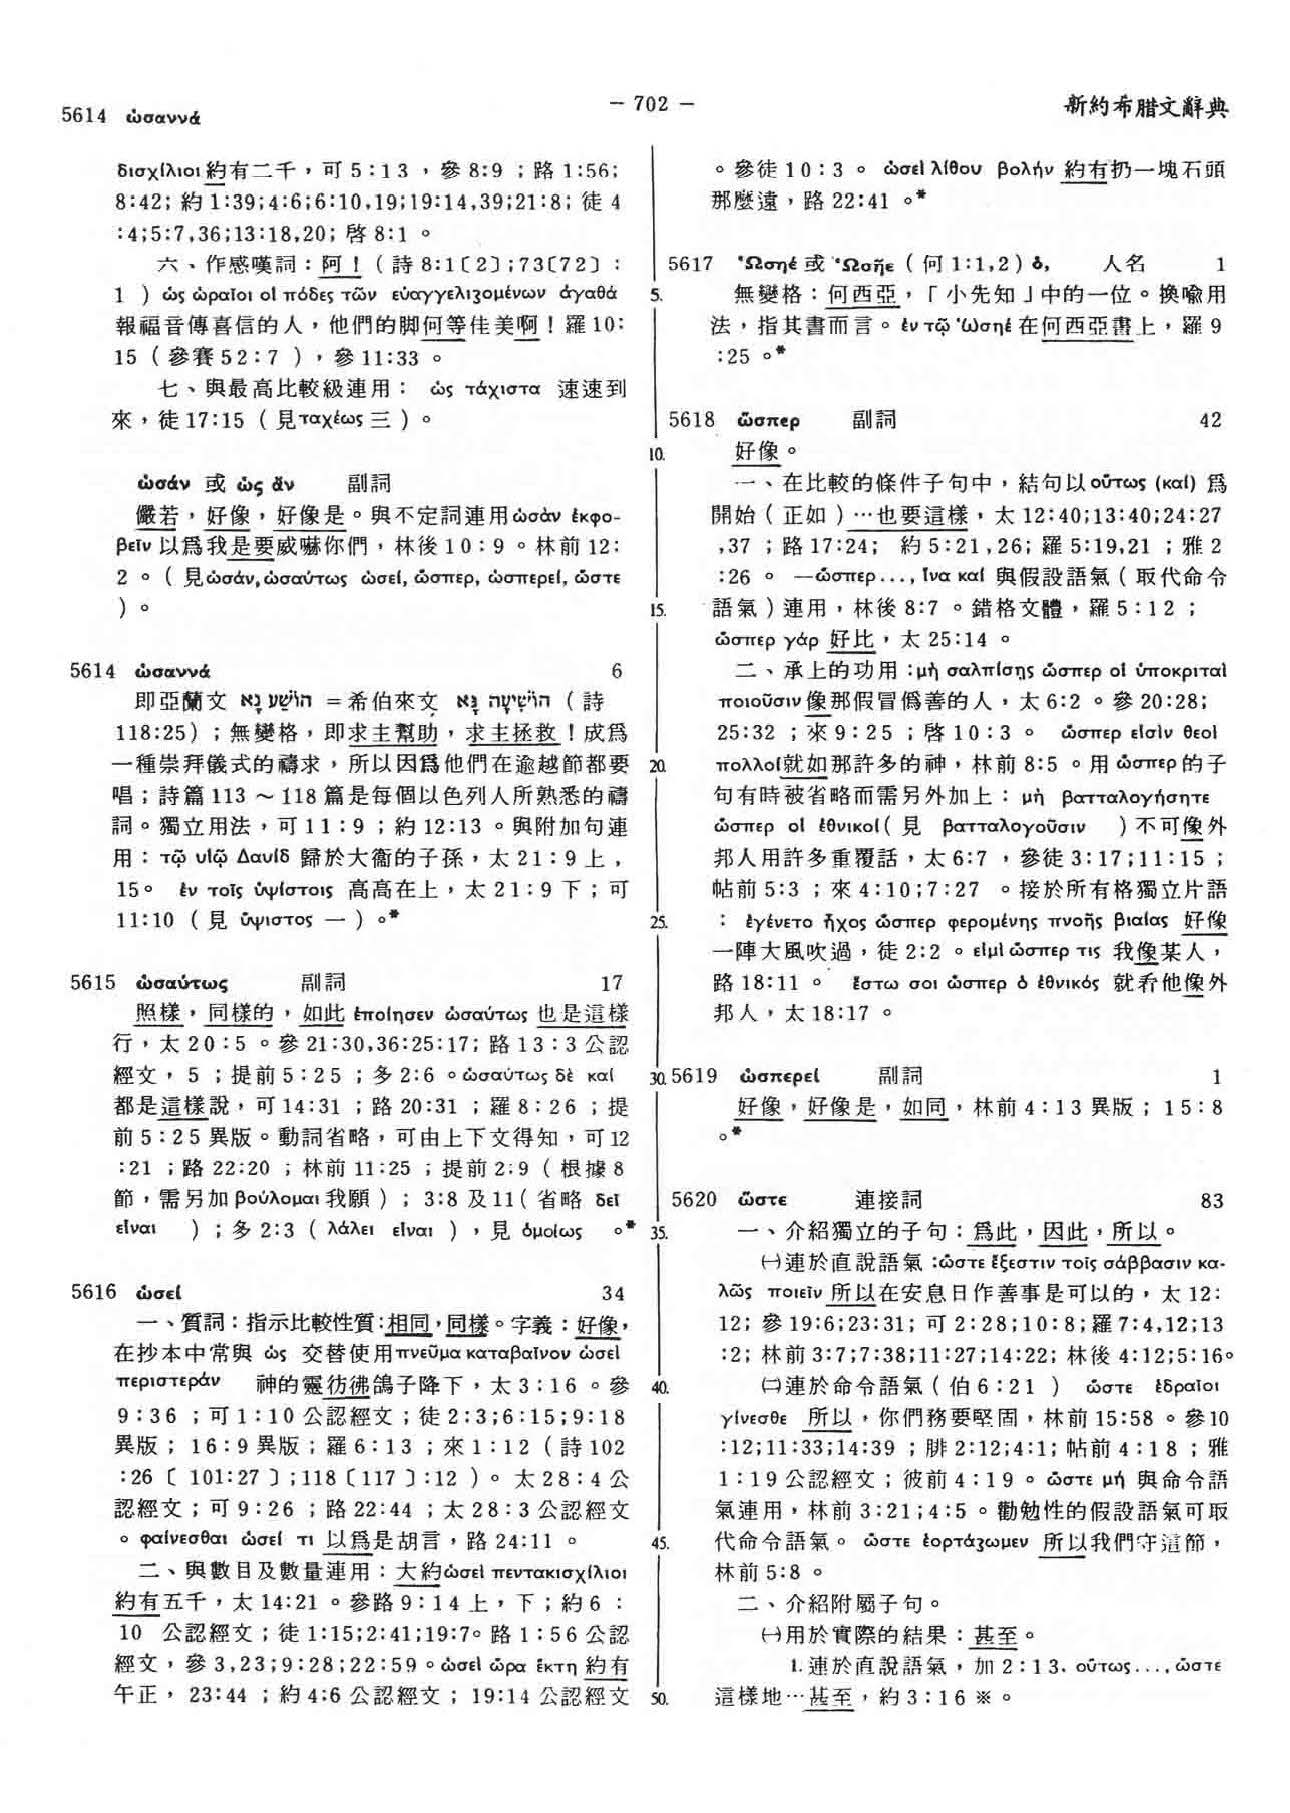 5614 ὡσαννά
– 702 –
新約希腊文辭典
δισχίλιοι約有二千，可 5：13 ，參 8:9 ；路 1:56;
8:42; 約 1:39;4:6;6:10,19;19:14,39;21:8; 徒 4
:4;5:7,36;13:18,20; 啓 8:1 。
六、作感嘆詞：阿！（詩 8:1〔2〕;73〔72〕：
1 ）ὡς ὡραῖοι οἱ πόδες τῶν εὐαγγελιζομένων ἀγαθά
報福音傳喜信的人，他們的脚何等佳美啊！羅 10:
15（參賽 52：7 ），參 11:33 。
七、與最高比較級連用： ὡς τάχιστα 速速到
來，徒 17:15（見ταχέως 三）。
ὡσάν 或 ὡς ἄν 副詞
儼若，好像，好像是。與不定詞連用ὡσὰν ἐκφο-
βεῖν 以爲我是要威嚇你們，林後 10：9 。林前 12:
2 。（見ὡσάν,ὡσαύτως ὡσεί, ὥσπερ, ὡσπερεί, ὥστε
）。
5614 ὡσαννά 6
即亞蘭文 הוֹשַׁע נָא ＝希伯來文 הוֹשִׁיעָה נָּא （詩
118:25）；無變格，即求主幫助，求主拯救！成爲
一種崇拜儀式的禱求，所以因爲他們在逾越節都要
唱；詩篇 113 ～ 118 篇是每個以色列人所熟悉的禱
詞。獨立用法，可 11：9 ；約 12:13 。與附加句連
用：τῷ υἱῷ Δαυίδ 歸於大衞的子孫，太 21：9 上，
15。 ἐν τοῖς ὑψίστοις 高高在上，太 21：9 下；可
11:10（見 ὕψιστος 一）。*
5615 ὡσαύτως 副詞 17
照樣，同樣的，如此 ἐποίησεν ὡσαύτως 也是這樣
行，太 20：5 。參 21:30,36:25:17; 路 13：3 公認
經文， 5 ；提前 5：25 ；多 2:6 。ὡσαύτως δὲ καί
都是這樣說，可 14:31 ；路 20:31 ；羅 8：26 ；提
前 5：25 異版。動詞省略，可由上下文得知，可 12
:21 ；路 22:20 ；林前 11:25 ；提前 2:9（根據 8
節，需另加 βούλομαι 我願）； 3:8 及 11（省略 δεῖ
εἶναι ）；多 2:3（λάλει εἶναι ），見 ὁμοίως 。*
5616 ὡσεί 34
一、質詞：指示比較性質:相同，同樣。字義：好像，
在抄本中常與 ὡς 交替使用πνεῦμα καταβαῖνον ὡσεὶ
περιστεράν 神的靈彷彿鴿子降下，太 3：16 。參
9：36 ；可 1：10 公認經文；徒 2:3;6:15;9:18
異版； 16：9 異版；羅 6：13 ；來 1：12（詩 102
:26〔 101:27〕;118〔117〕:12 ）。太 28：4 公
認經文；可 9：26 ；路 22:44 ；太 28：3 公認經文
。φαίνεσθαι ὡσεί τι 以爲是胡言，路 24:11 。
二、與數目及數量連用：大約ὡσεὶ πεντακισχίλιοι
約有五千，太 14:21 。參路 9：14 上，下；約 6：
10 公認經文；徒 1:15;2:41;19:7。路 1：56 公認
經文，參 3,23;9:28;22:59 。ὡσεὶ ὥρα ἕκτη 約有
午正， 23:44 ；約 4:6 公認經文； 19:14 公認經文
5.
10.
15.
20.
25.
30.
35.
40.
45.
50.
。參徒 10：3 。 ὡσεὶ λίθου βολήν 約有扔一塊石頭
那麼遠，路 22:41 。*
5617 Ὡσηέ 或 Ὡσῆε（何 1:1,2) ὁ, 人名 1
無變格：何西亞，「小先知」中的一位。換喻用
法，指其書而言。ἐν τῷ Ὡσηέ 在何西亞書上，羅 9
:25 。*
5618 ὥσπερ 副詞 42
好像。
一、在比較的條件子句中，結句以οὕτως (καί) 爲
開始（正如）…也要這樣，太 12:40;13:40;24:27
,37 ；路 17:24; 約 5:21,26; 羅 5:19,21 ；雅 2
:26 。 —ὥσπερ..., ἵνα καί 與假設語氣（取代命令
語氣）連用，林後 8:7 。錯格文體，羅 5：12 ；
ὥσπερ γάρ 好比，太 25:14 。
二、承上的功用：μὴ σαλπίσῃς ὥσπερ οἱ ὑποκριταὶ
ποιοῦσιν 像那假冒僞善的人，太 6:2 。參 20:28;
25:32 ；來 9：25 ；啓 10：3 。 ὥσπερ εἰσὶν θεοὶ
πολλοί就如那許多的神，林前 8:5 。用 ὥσπερ 的子
句有時被省略而需另外加上：μὴ βατταλογήσητε
ὥσπερ οἱ ἐθνικοί（見 βατταλογοῦσιν ）不可像外
邦人用許多重覆話，太 6:7 ，參徒 3:17;11:15 ；
帖前 5:3 ；來 4:10;7:27 。接於所有格獨立片語
：ἐγένετο ἦχος ὥσπερ φερομένης πνοῆς βιαίας 好像
一陣大風吹過，徒 2:2 。εἰμὶ ὥσπερ τις 我像某人，
路 18:11 。 ἔστω σοι ὥσπερ ὁ ἐθνικός 就看他像外
邦人，太 18:17 。
5619 ὡσπερεί 副詞 1
好像，好像是，如同，林前 4：13 異版； 15：8
。*
5620 ὥστε 連接詞 83
一、介紹獨立的子句：爲此，因此，所以。
㈠連於直說語氣：ὥστε ἔξεστιν τοῖς σάββασιν κα-
λῶς ποιεῖν 所以在安息日作善事是可以的，太 12：
12; 參 19:6;23:31; 可 2:28;10:8;羅 7:4,12;13
:2; 林前 3:7;7:38;11:27;14:22; 林後 4:12;5:16。
㈡連於命令語氣（伯 6：21 ） ὥστε ἑδραῖοι
γίνεσθε 所以，你們務要堅固，林前 15:58 。參10
:12;11:33;14:39 ；腓 2:12;4:1; 帖前 4：18 ；雅
1：19 公認經文；彼前 4：19 。ὥστε μή 與命令語
氣連用，林前 3:21;4:5 。勸勉性的假設語氣可取
代命令語氣。 ὥστε ἑορτάζωμεν 所以我們守這節，
林前 5:8 。
二、介紹附屬子句。
㈠用於實際的結果：甚至。
1. 連於直說語氣，加 2：13. οὕτως..., ὥστε
這樣地…甚至，約 3：16 ※。